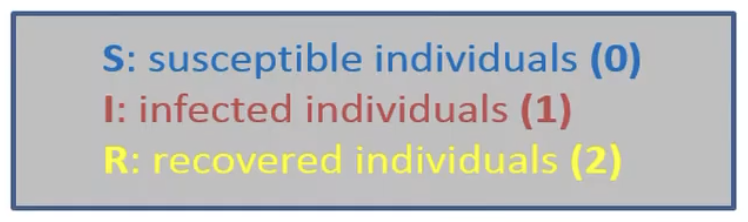 S: susceptible individuals (0)
I: infected individuals (1)
R: recovered individuals (2)